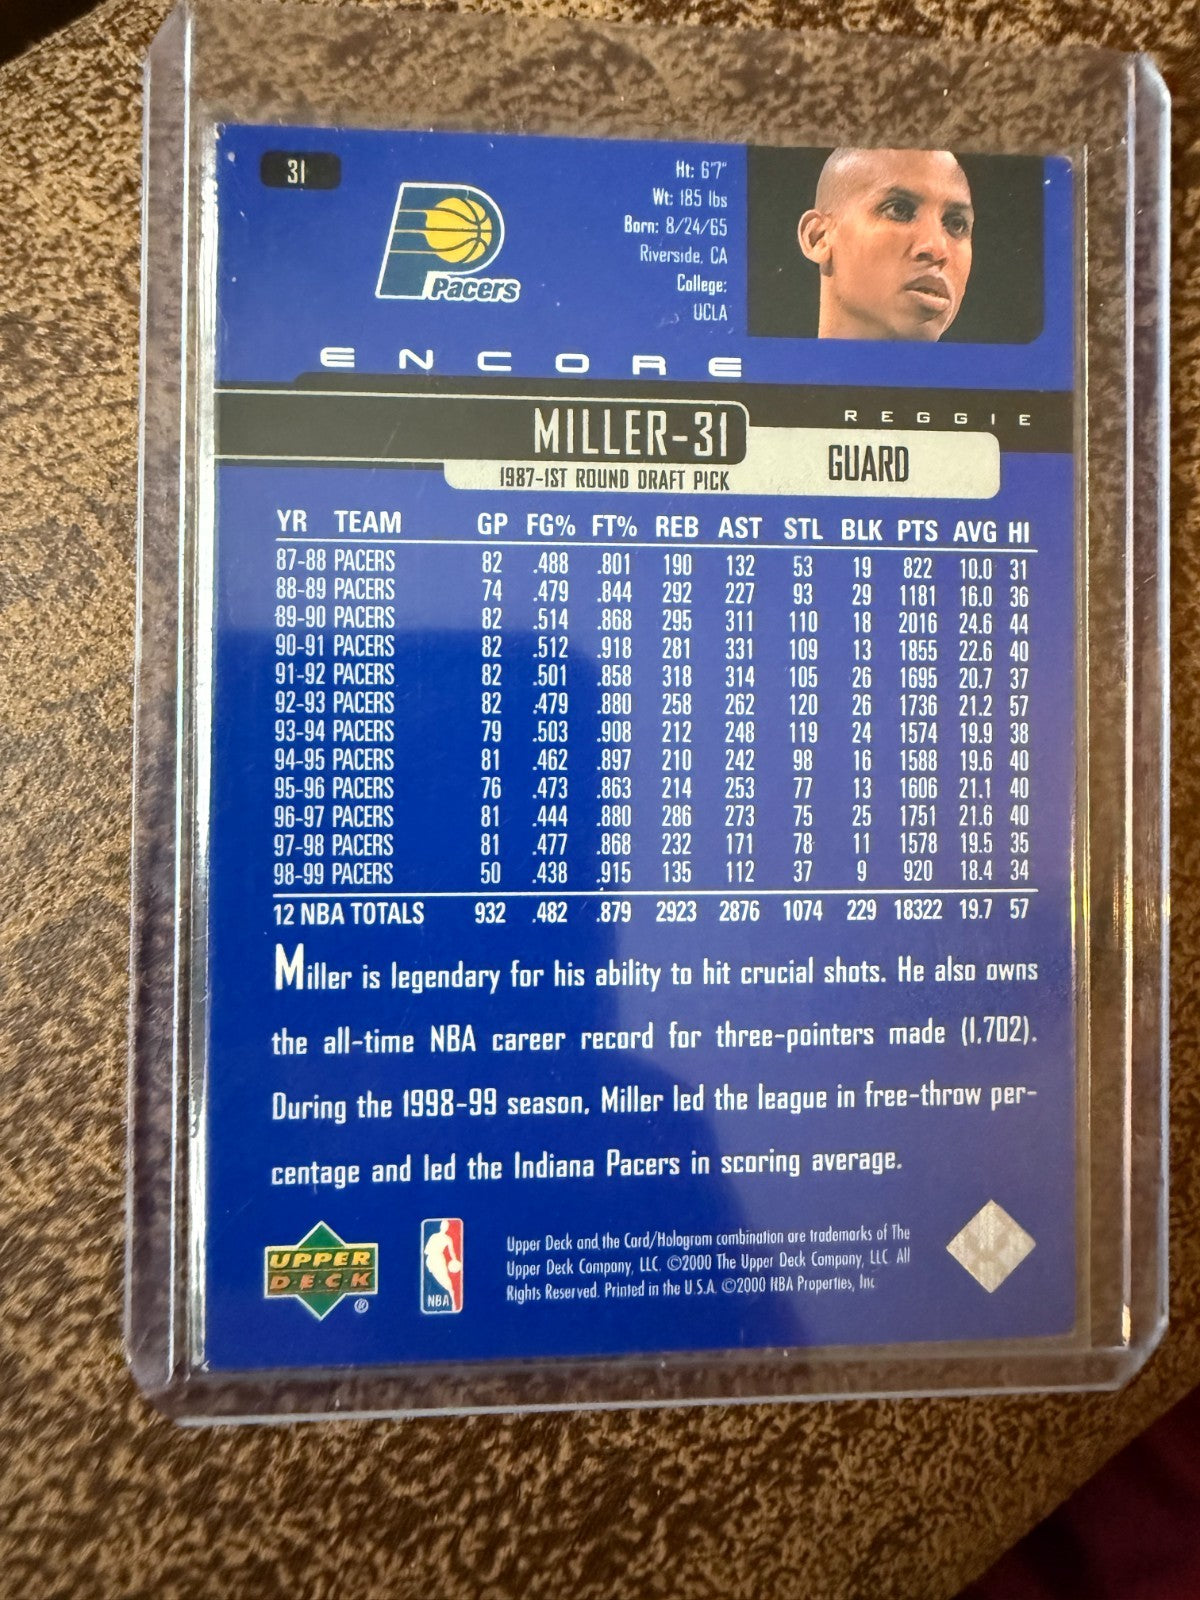 31
Pacers
Ht: 6'7"
Wt: 185 lbs
Born: 8/24/65
Riverside, CA
College:
UCLA
ENCORE
REGGIE
MILLER-31
GUARD
1987-1ST ROUND DRAFT PICK
YR TEAM GP FG% FT% REB AST STL BLK PTS AVG HI
87-88 PACERS 82 .488 .801 190 132 53 19 822 10.0 31
88-89 PACERS 74 .479 .844 292 227 93 29 1181 16.0 36
89-90 PACERS 82 .514 .868 295 311 110 18 2016 24.6 44
90-91 PACERS 82 .512 .918 281 331 109 13 1855 22.6 40
91-92 PACERS 82 .501 .858 318 314 105 26 1695 20.7 37
92-93 PACERS 82 .479 .880 258 262 120 26 1736 21.2 57
93-94 PACERS 79 .503 .908 212 248 119 24 1574 19.9 38
94-95 PACERS 81 .462 .897 210 242 98 16 1588 19.6 40
95-96 PACERS 76 .473 .863 214 253 77 13 1606 21.1 40
96-97 PACERS 81 .444 .880 286 273 75 25 1751 21.6 40
97-98 PACERS 81 .477 .868 232 171 78 11 1578 19.5 35
98-99 PACERS 50 .438 .915 135 112 37 9 920 18.4 34
12 NBA TOTALS 932 .482 .879 2923 2876 1074 229 18322 19.7 57
Miller is legendary for his ability to hit crucial shots. He also owns
the all-time NBA career record for three-pointers made (1,702).
During the 1998-99 season, Miller led the league in free-throw per-
centage and led the Indiana Pacers in scoring average.
UPPER
DECK
®
NBA
Upper Deck and the Card/Hologram combination are trademarks of The
Upper Deck Company, LLC. ©2000 The Upper Deck Company, LLC. All
Rights Reserved. Printed in the U.S.A. ©2000 NBA Properties, Inc